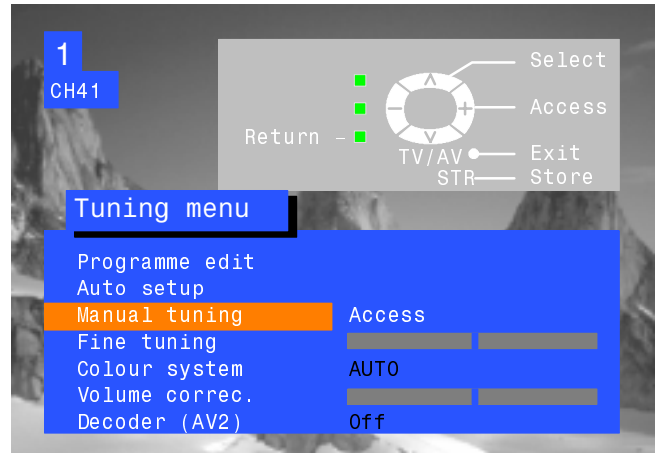 1
CH41
Select
Access
Return –
TV/AV
Exit
STR
Store
Tuning menu
Programme edit
Auto setup
Manual tuning Access
Fine tuning
Colour system AUTO
Volume correc.
Decoder (AV2) Off